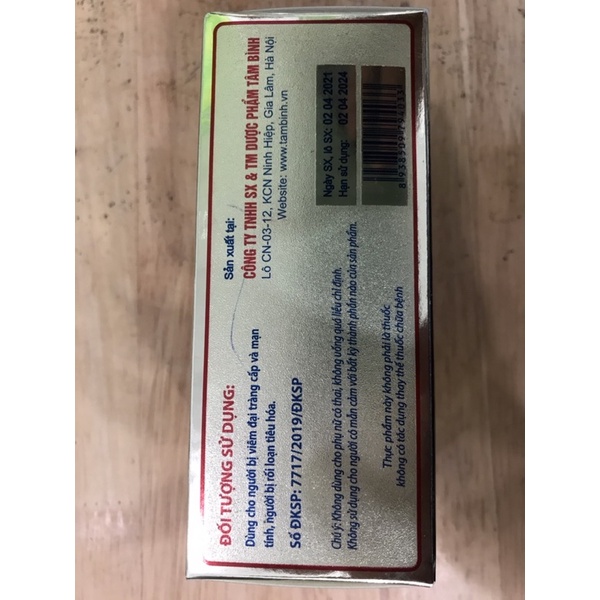 ĐỐI TƯỢNG SỬ DỤNG:
Dùng cho người bị viêm đại tràng cấp và mạn
tính, người bị rối loạn tiêu hóa.
Số ĐKSP: 7717/2019/ĐKSP
Sản xuất tại:
CÔNG TY TNHH SX & TM DƯỢC PHẨM TÂM BÌNH
Lô CN-03-12, KCN Ninh Hiệp, Gia Lâm, Hà Nội
Website: www.tambinh.vn
Ngày SX, lô SX: 02 04 2021
Hạn sử dụng: 02 04 2024
Chú ý: Không dùng cho phụ nữ có thai, không uống quá liều chỉ định.
Không sử dụng cho người có mẫn cảm với bất kỳ thành phần nào của sản phẩm.
Thực phẩm này không phải là thuốc
không có tác dụng thay thế thuốc chữa bệnh